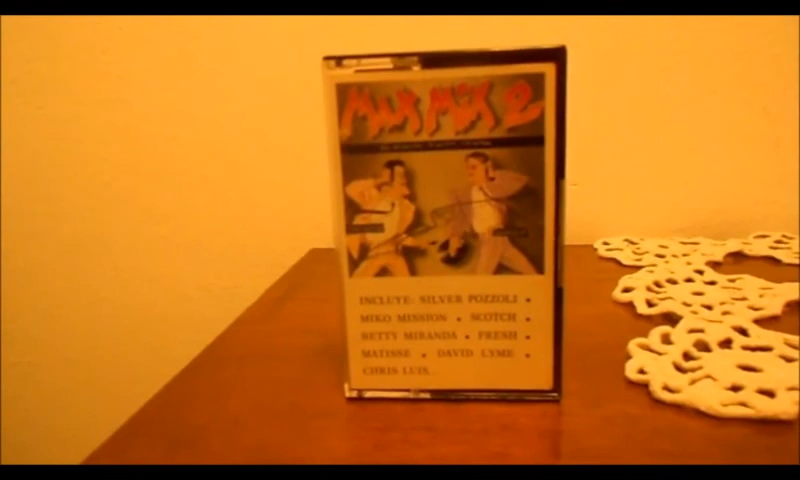 MAX MIX 2
INCLUYE: SILVER POZZOLI •
MIKO MISSION • SCOTCH •
BETTY MIRANDA • FRESH •
MATISSE • DAVID LYME •
CHRIS LUIS.